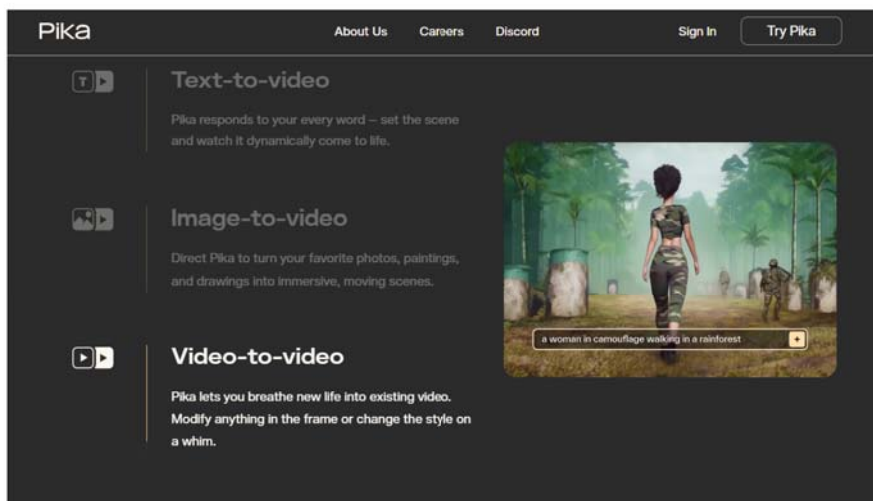 Pika
About Us Careers Discord
Sign In Try Pika
T
Text-to-video
Pika responds to your every word – set the scene
and watch it dynamically come to life.
Image-to-video
Direct Pika to turn your favorite photos, paintings,
and drawings into immersive, moving scenes.
Video-to-video
Pika lets you breathe new life into existing video.
Modify anything in the frame or change the style on
a whim.
a woman in camouflage walking in a rainforest